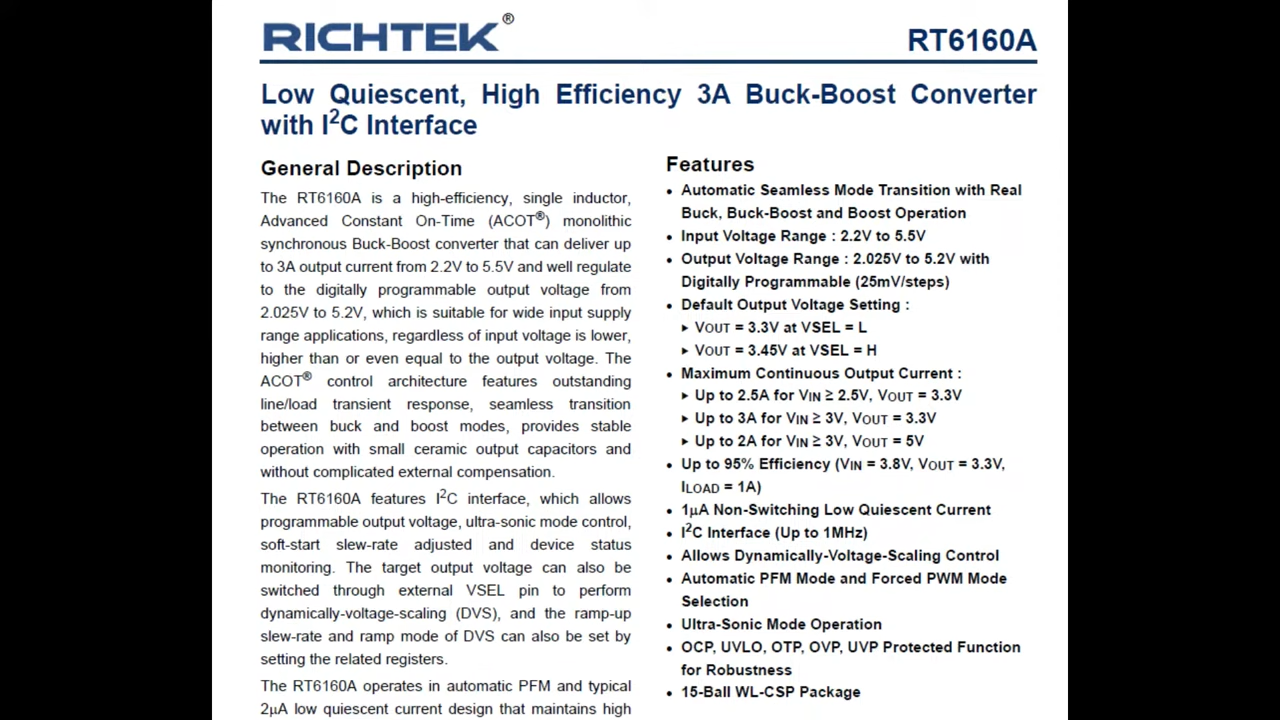 RICHTEK®
RT6160A
Low Quiescent, High Efficiency 3A Buck-Boost Converter
with I²C Interface
General Description
The RT6160A is a high-efficiency, single inductor,
Advanced Constant On-Time (ACOT®) monolithic
synchronous Buck-Boost converter that can deliver up
to 3A output current from 2.2V to 5.5V and well regulate
to the digitally programmable output voltage from
2.025V to 5.2V, which is suitable for wide input supply
range applications, regardless of input voltage is lower,
higher than or even equal to the output voltage. The
ACOT® control architecture features outstanding
line/load transient response, seamless transition
between buck and boost modes, provides stable
operation with small ceramic output capacitors and
without complicated external compensation.
The RT6160A features I²C interface, which allows
programmable output voltage, ultra-sonic mode control,
soft-start slew-rate adjusted and device status
monitoring. The target output voltage can also be
switched through external VSEL pin to perform
dynamically-voltage-scaling (DVS), and the ramp-up
slew-rate and ramp mode of DVS can also be set by
setting the related registers.
The RT6160A operates in automatic PFM and typical
2μA low quiescent current design that maintains high
Features
• Automatic Seamless Mode Transition with Real
Buck, Buck-Boost and Boost Operation
• Input Voltage Range : 2.2V to 5.5V
• Output Voltage Range : 2.025V to 5.2V with
Digitally Programmable (25mV/steps)
• Default Output Voltage Setting :
▸ VOUT = 3.3V at VSEL = L
▸ VOUT = 3.45V at VSEL = H
• Maximum Continuous Output Current :
▸ Up to 2.5A for VIN ≥ 2.5V, VOUT = 3.3V
▸ Up to 3A for VIN ≥ 3V, VOUT = 3.3V
▸ Up to 2A for VIN ≥ 3V, VOUT = 5V
• Up to 95% Efficiency (VIN = 3.8V, VOUT = 3.3V,
ILOAD = 1A)
• 1μA Non-Switching Low Quiescent Current
• I²C Interface (Up to 1MHz)
• Allows Dynamically-Voltage-Scaling Control
• Automatic PFM Mode and Forced PWM Mode
Selection
• Ultra-Sonic Mode Operation
• OCP, UVLO, OTP, OVP, UVP Protected Function
for Robustness
• 15-Ball WL-CSP Package